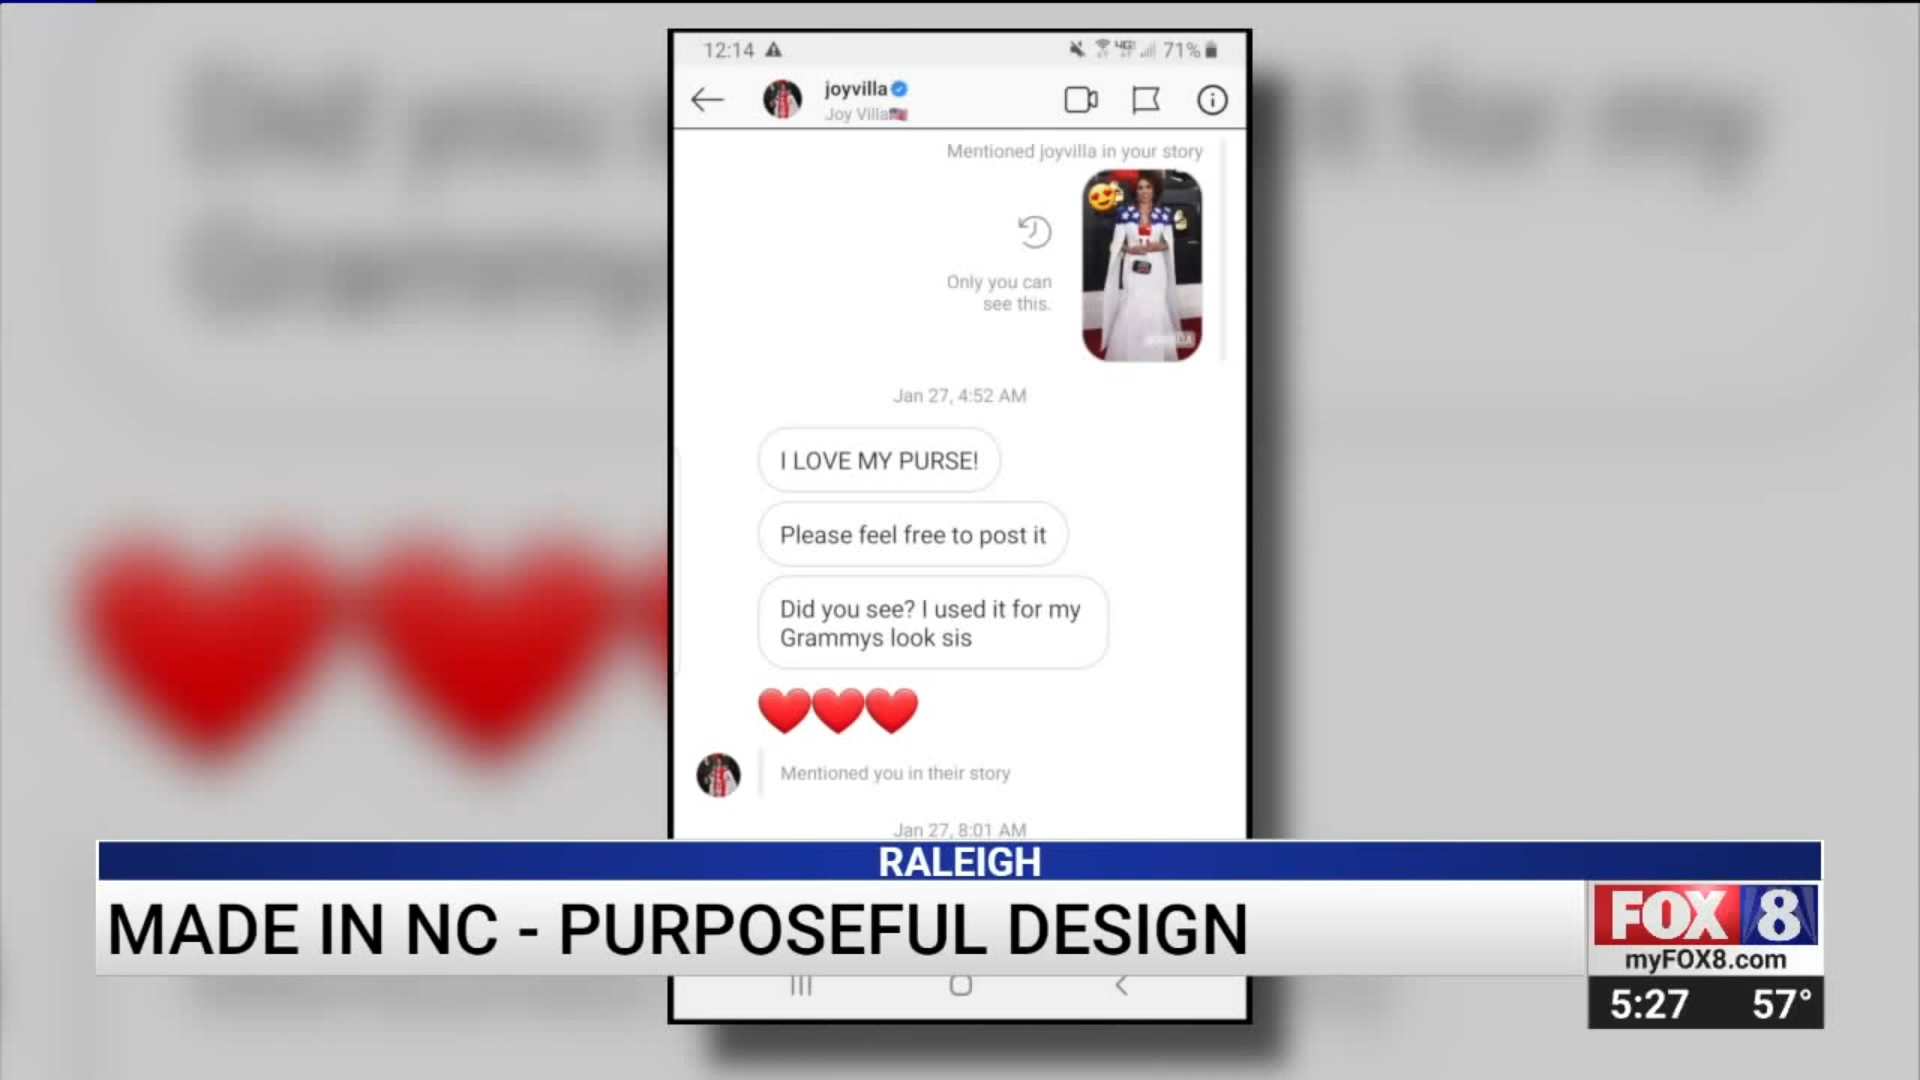 12:14
4G 71%
joyvilla
Joy Villa
Mentioned joyvilla in your story
Only you can
see this.
Jan 27, 4:52 AM
I LOVE MY PURSE!
Please feel free to post it
Did you see? I used it for my
Grammys look sis
Mentioned you in their story
Jan 27, 8:01 AM
RALEIGH
MADE IN NC - PURPOSEFUL DESIGN
FOX 8
myFOX8.com
5:27 57°